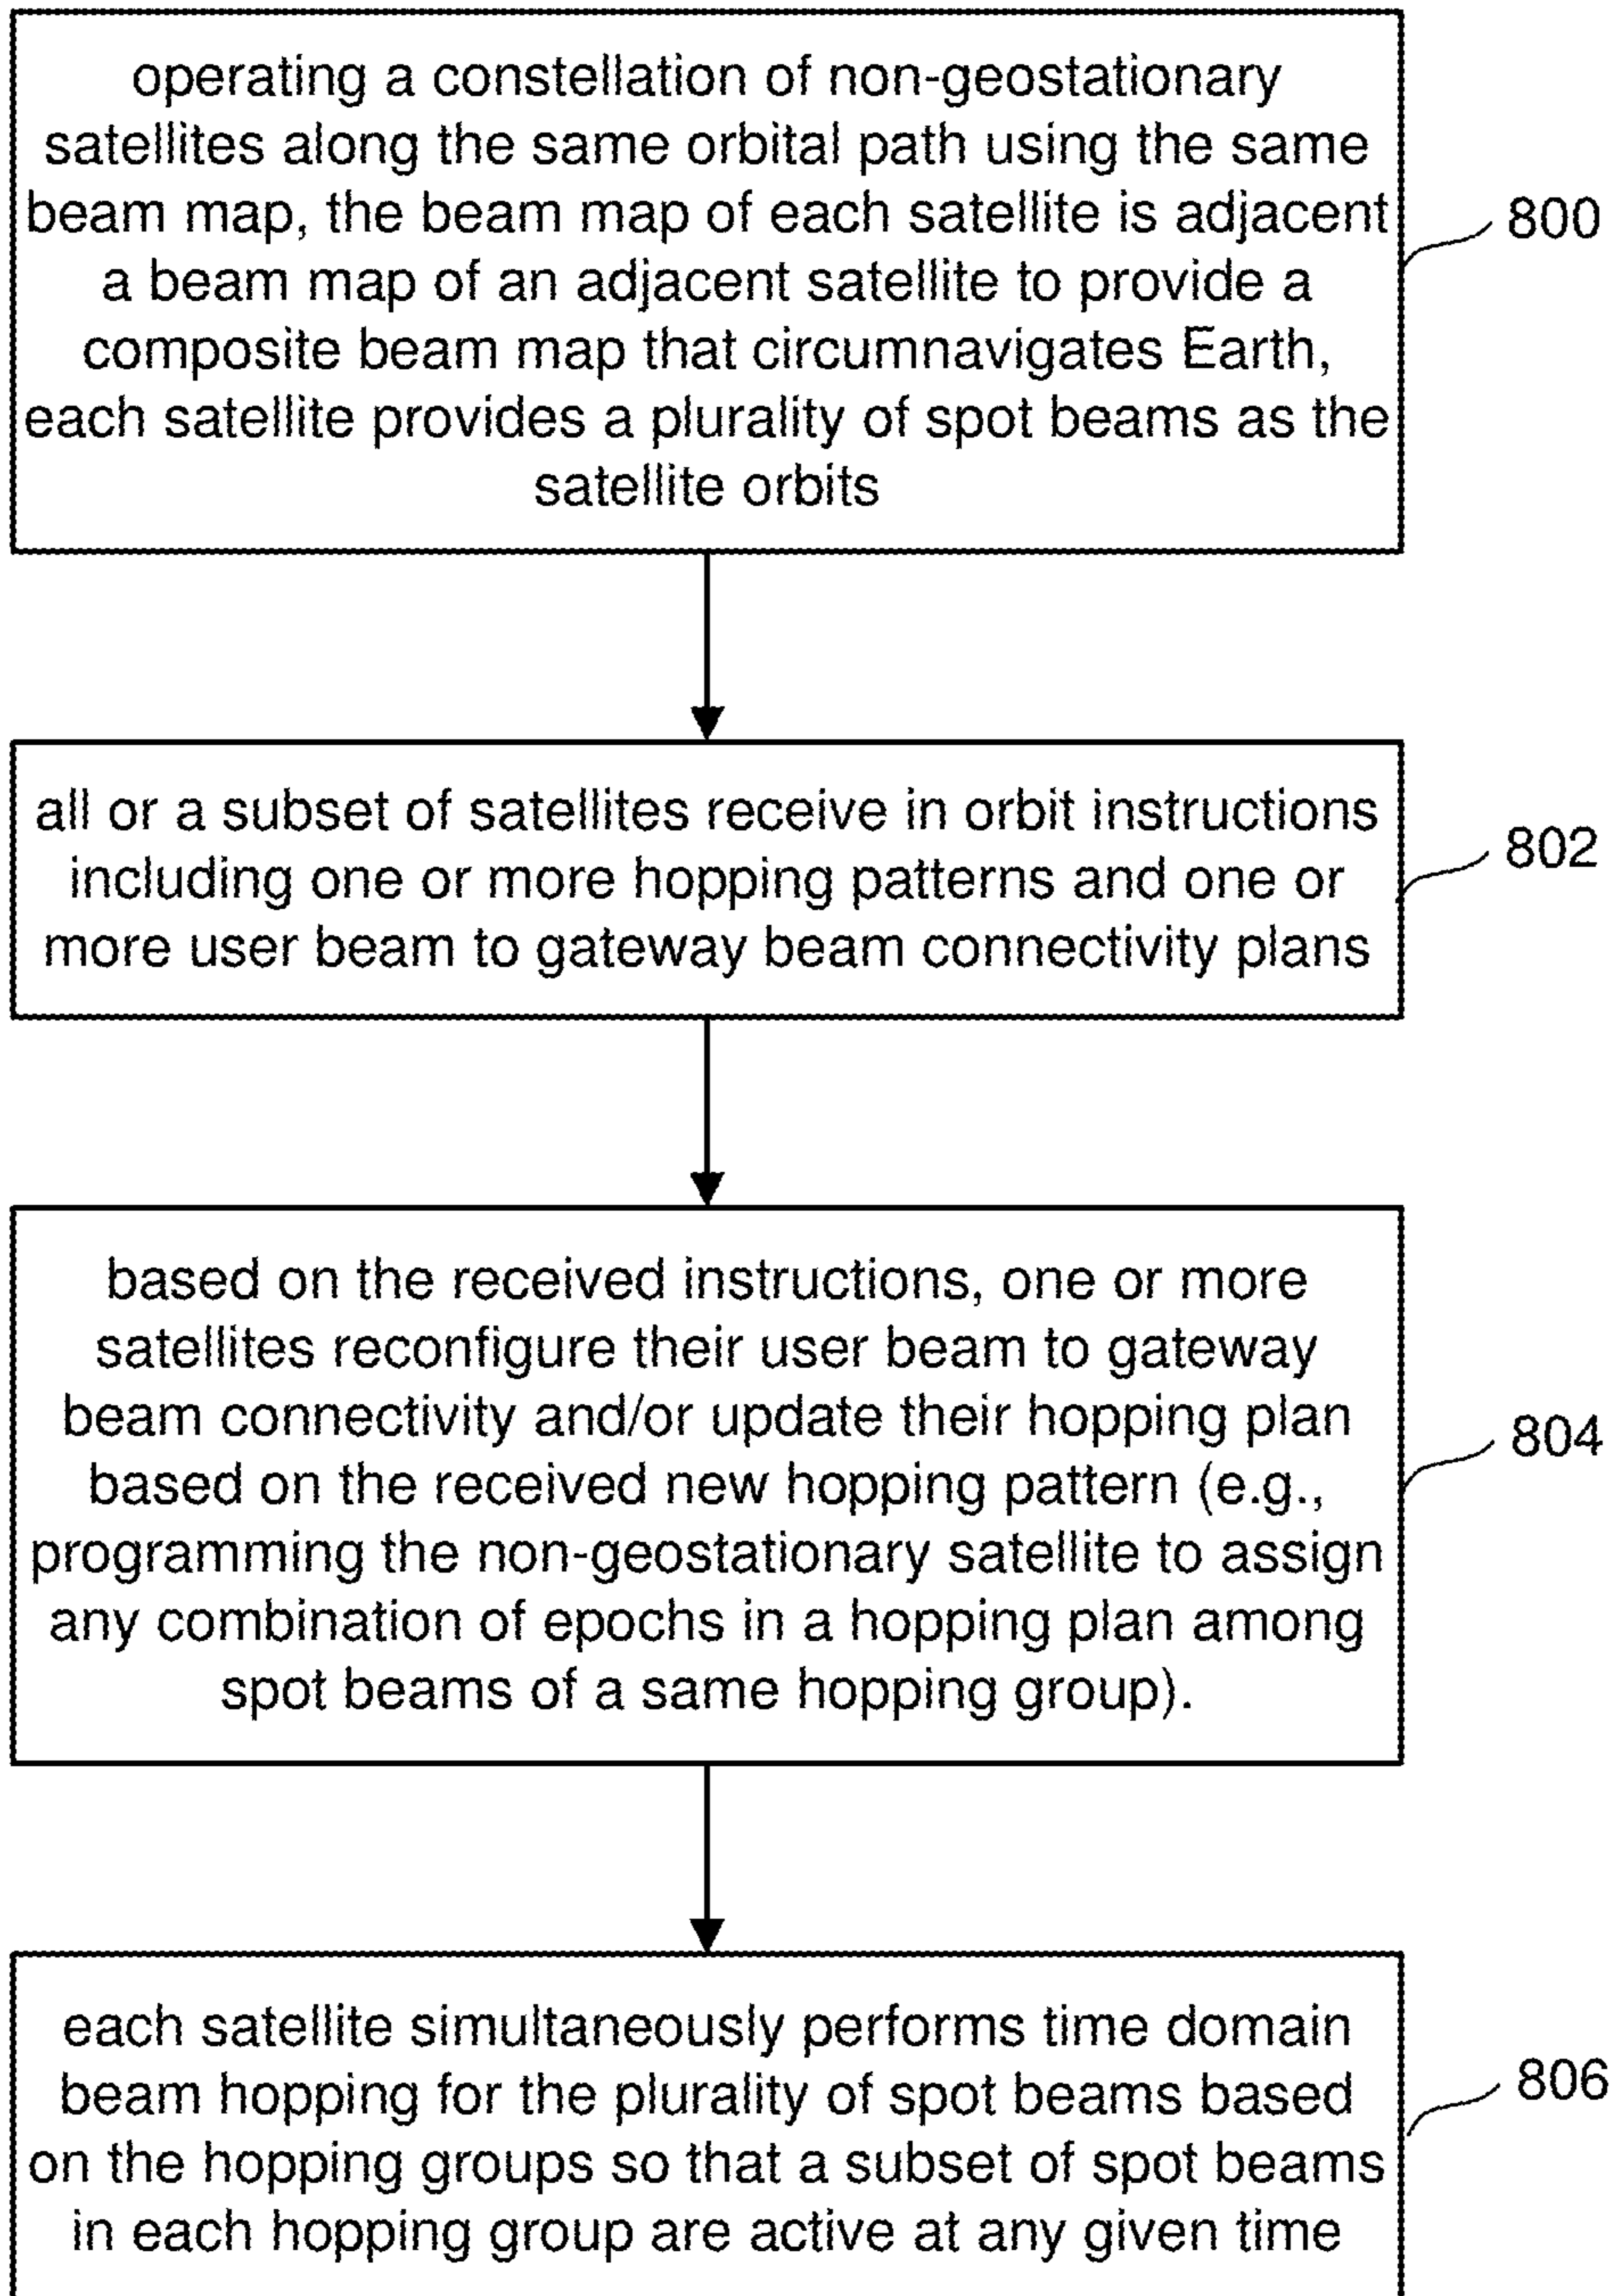 operating a constellation of non-geostationary
satellites along the same orbital path using the same
beam map, the beam map of each satellite is adjacent
a beam map of an adjacent satellite to provide a
composite beam map that circumnavigates Earth,
each satellite provides a plurality of spot beams as the
satellite orbits
800
all or a subset of satellites receive in orbit instructions
including one or more hopping patterns and one or
more user beam to gateway beam connectivity plans
802
based on the received instructions, one or more
satellites reconfigure their user beam to gateway
beam connectivity and/or update their hopping plan
based on the received new hopping pattern (e.g.,
programming the non-geostationary satellite to assign
any combination of epochs in a hopping plan among
spot beams of a same hopping group).
804
each satellite simultaneously performs time domain
beam hopping for the plurality of spot beams based
on the hopping groups so that a subset of spot beams
in each hopping group are active at any given time
806